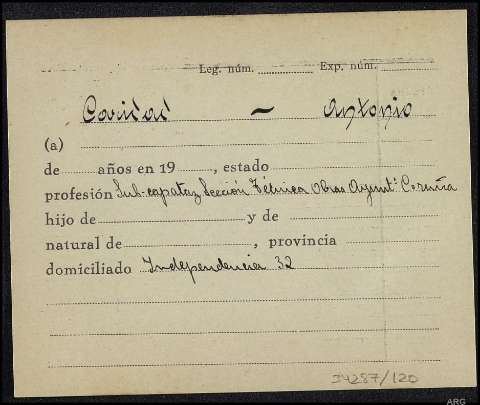 Leg. núm. Exp. núm.
Caridad - Antonio
(a)
de años en 19 , estado
profesión Sub-capataz Sección Técnica Obras Ayunt.º Coruña
hijo de y de
natural de , provincia
domiciliado Independencia 32
34287/120
ARG